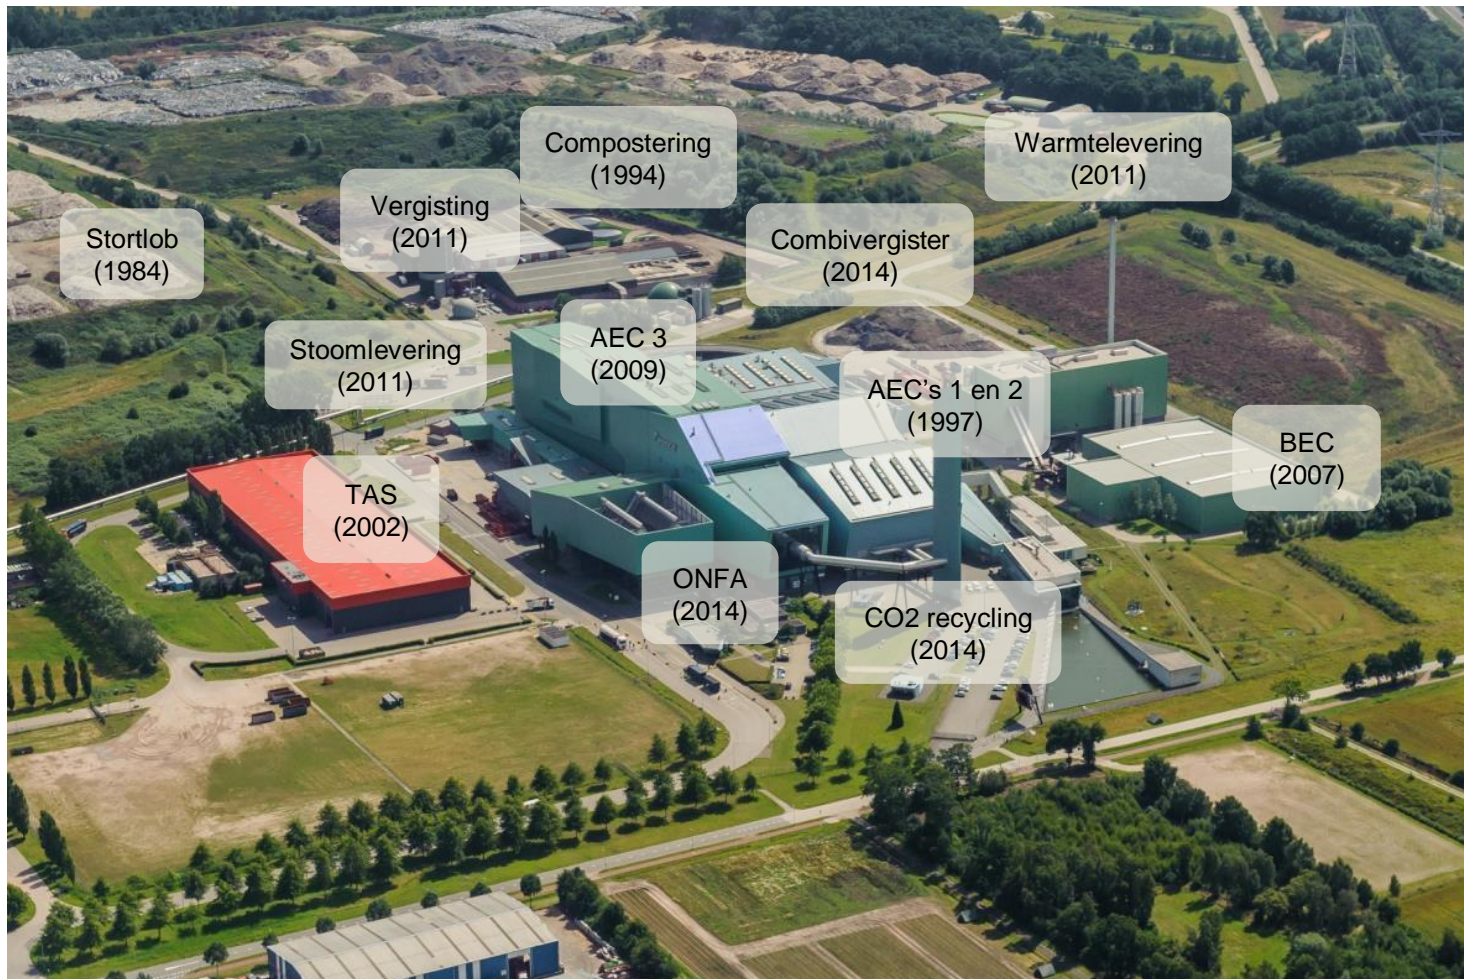 Compostering
(1994)
Warmtelevering
(2011)
Vergisting
(2011)
Stortlob
(1984)
Combivergister
(2014)
AEC 3
(2009)
Stoomlevering
(2011)
AEC's 1 en 2
(1997)
BEC
(2007)
TAS
(2002)
ONFA
(2014)
CO2 recycling
(2014)